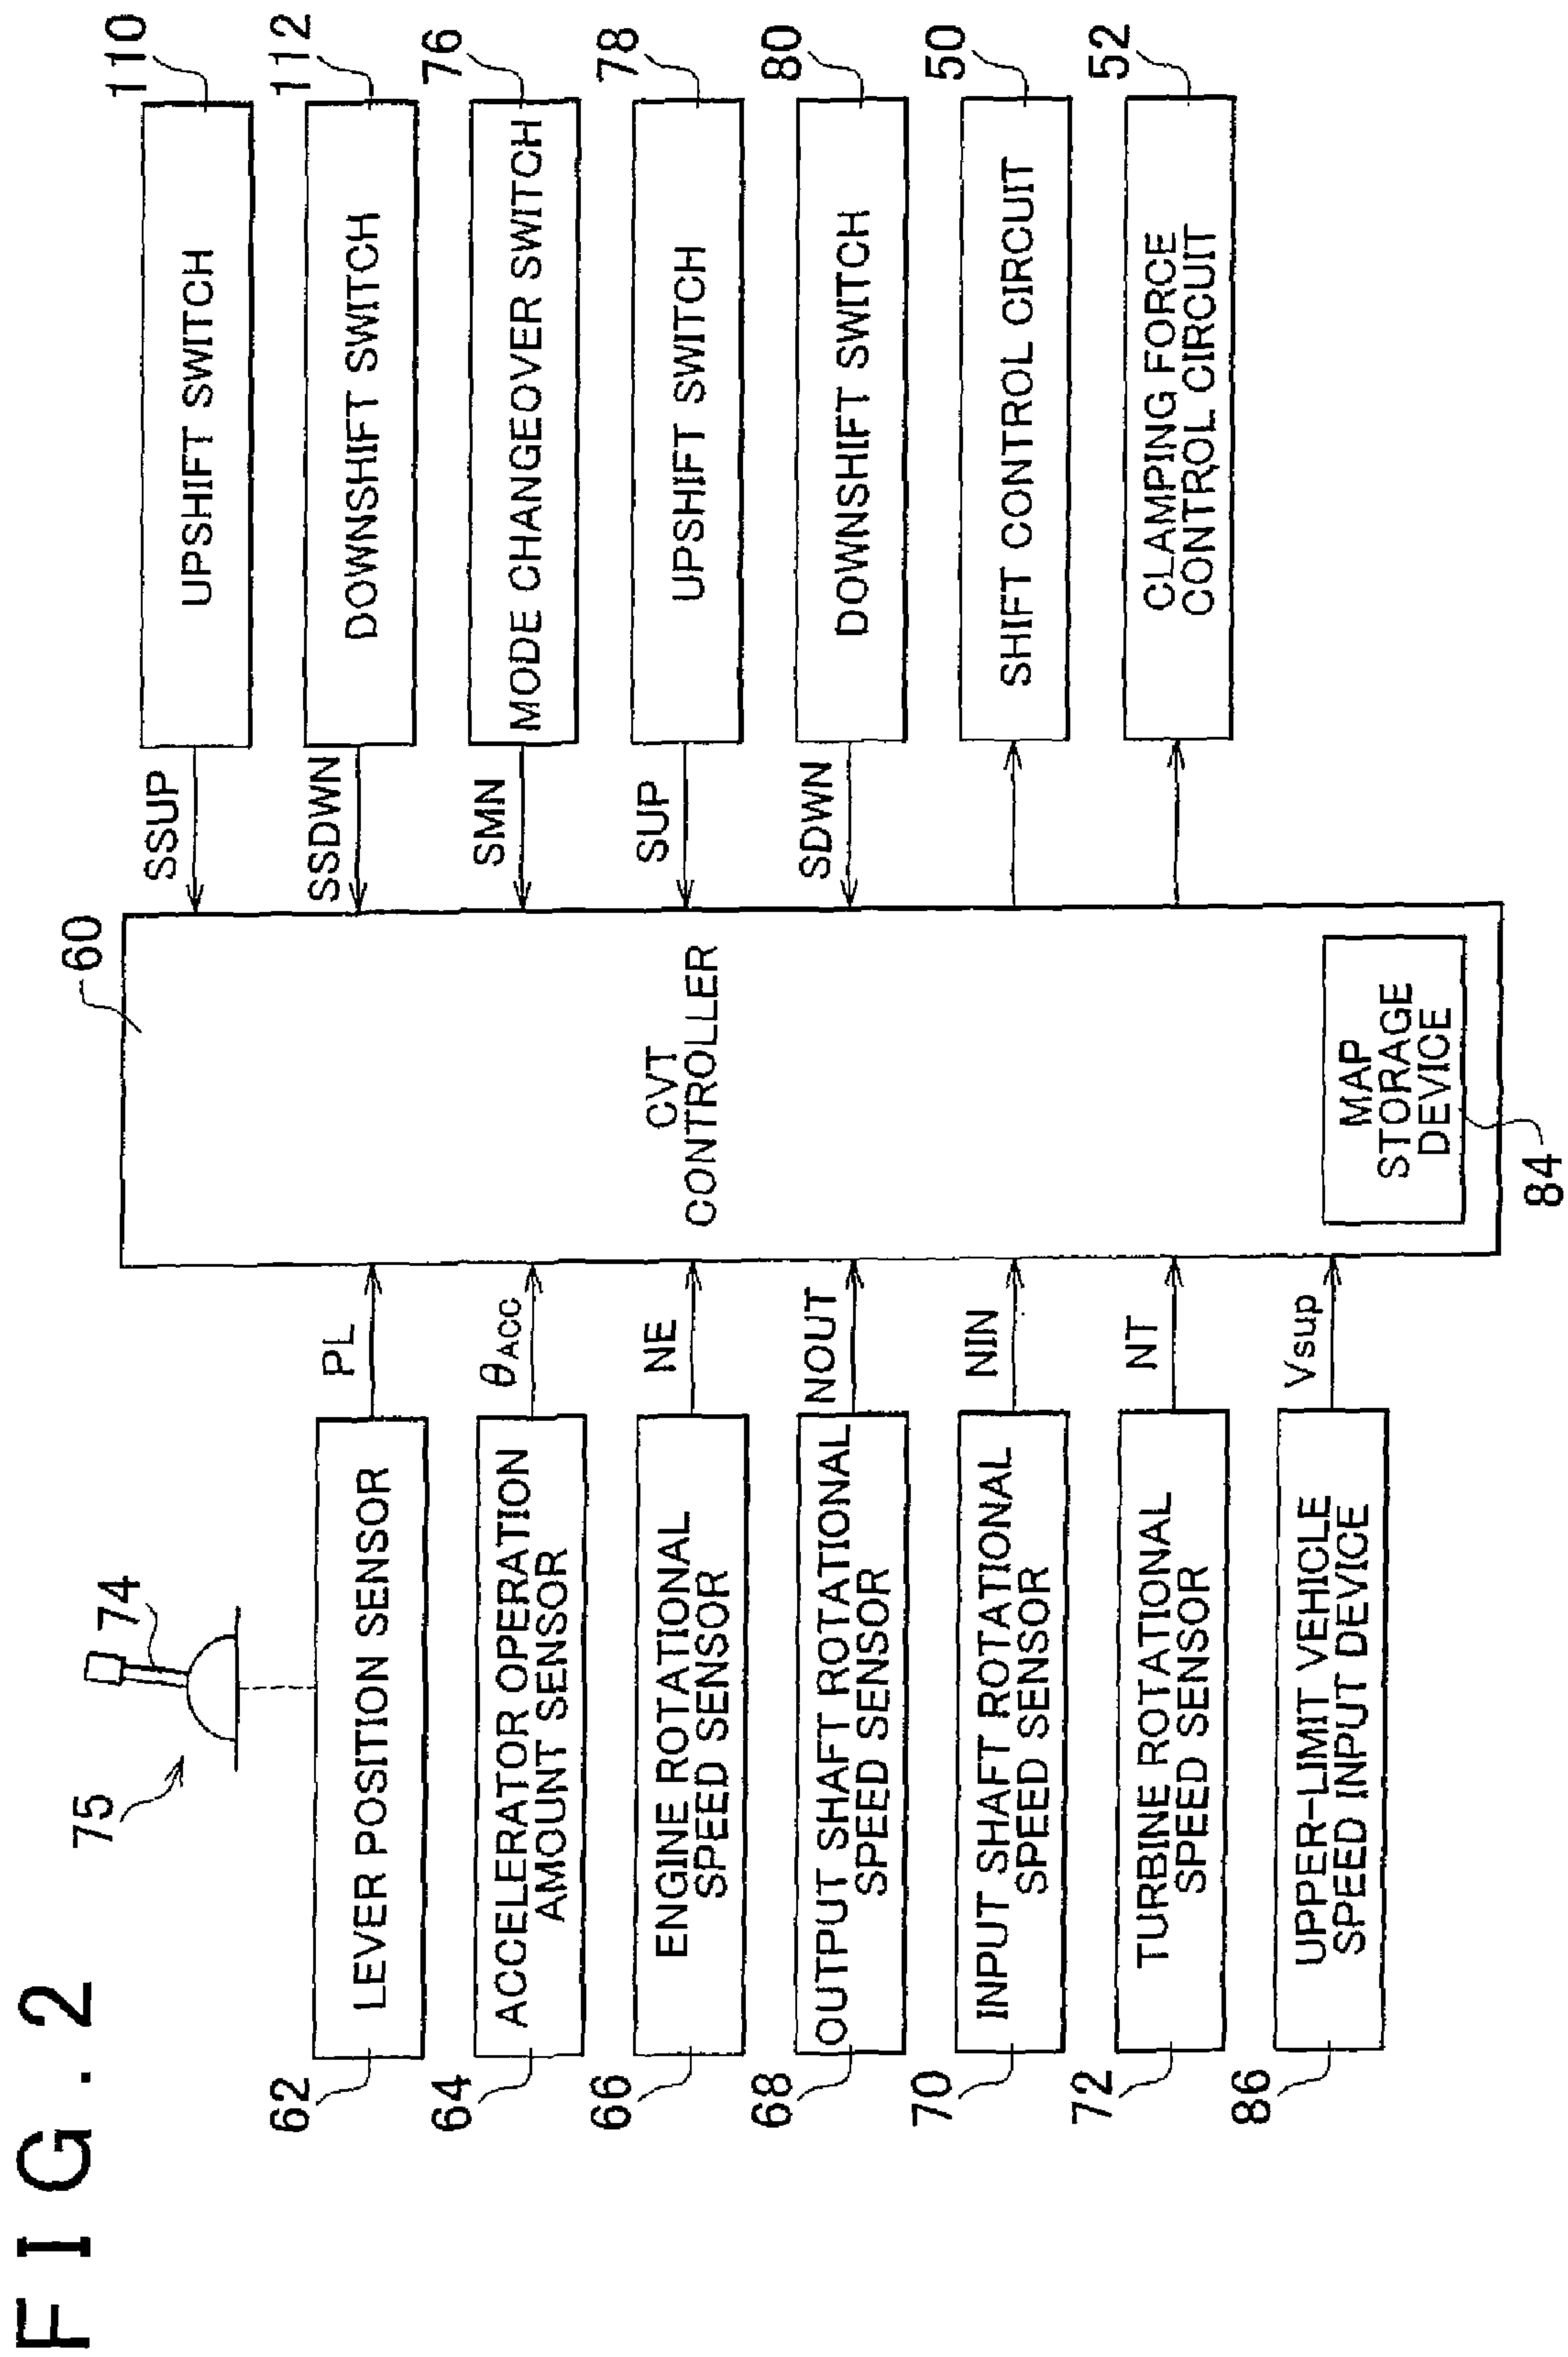 FIG. 2
75
74
62
LEVER POSITION SENSOR
PL
64
ACCELERATOR OPERATION
AMOUNT SENSOR
θACC
66
ENGINE ROTATIONAL
SPEED SENSOR
NE
68
OUTPUT SHAFT ROTATIONAL
SPEED SENSOR
NOUT
70
INPUT SHAFT ROTATIONAL
SPEED SENSOR
NIN
72
TURBINE ROTATIONAL
SPEED SENSOR
NT
86
UPPER-LIMIT VEHICLE
SPEED INPUT DEVICE
Vsup
60
CVT
CONTROLLER
MAP
STORAGE
DEVICE
84
SSUP
UPSHIFT SWITCH
110
SSDWN
DOWNSHIFT SWITCH
112
SMN
MODE CHANGEOVER SWITCH
76
SUP
UPSHIFT SWITCH
78
SDWN
DOWNSHIFT SWITCH
80
SHIFT CONTROL CIRCUIT
50
CLAMPING FORCE
CONTROL CIRCUIT
52